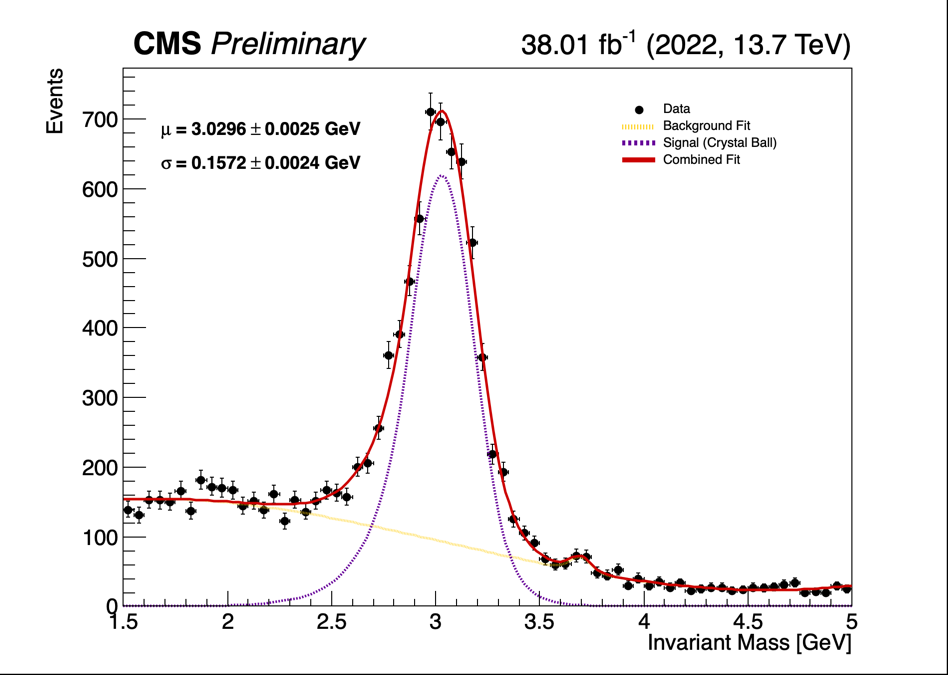 CMS Preliminary 38.01 fb⁻¹ (2022, 13.7 TeV)
Events
700
600
500
400
300
200
100
0
μ = 3.0296 ± 0.0025 GeV
σ = 0.1572 ± 0.0024 GeV
Data
Background Fit
Signal (Crystal Ball)
Combined Fit
1.5 2 2.5 3 3.5 4 4.5 5
Invariant Mass [GeV]